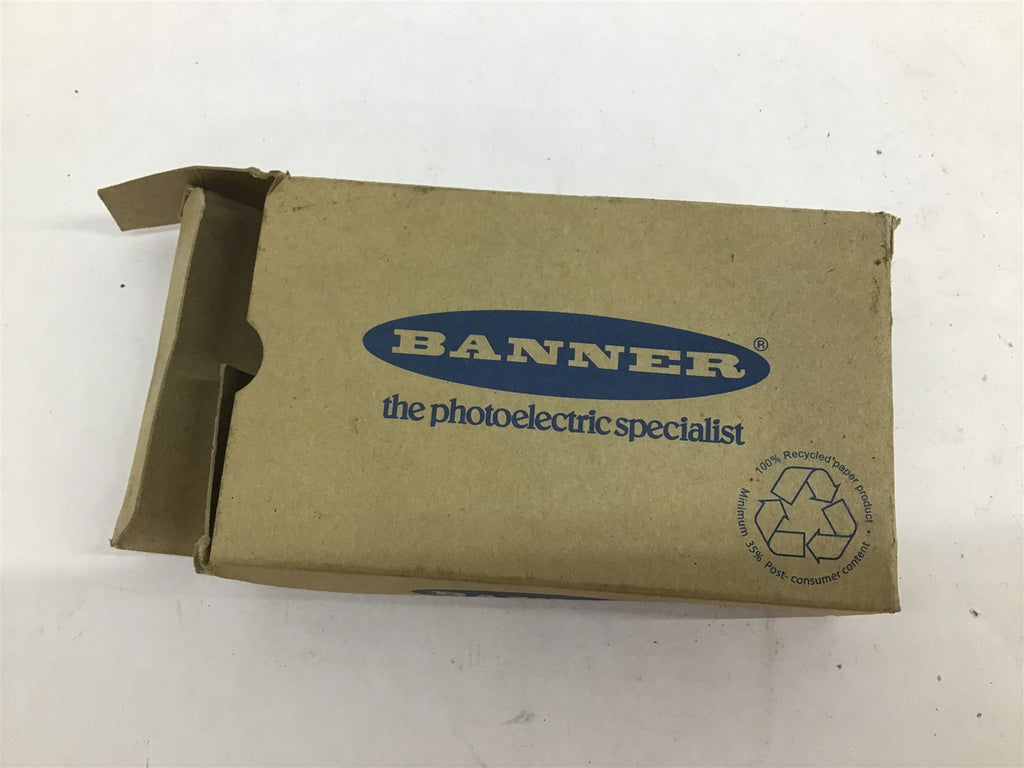 BANNER®
the photoelectric specialist
100% Recycled paper product •
Minimum 35% Post-consumer content •